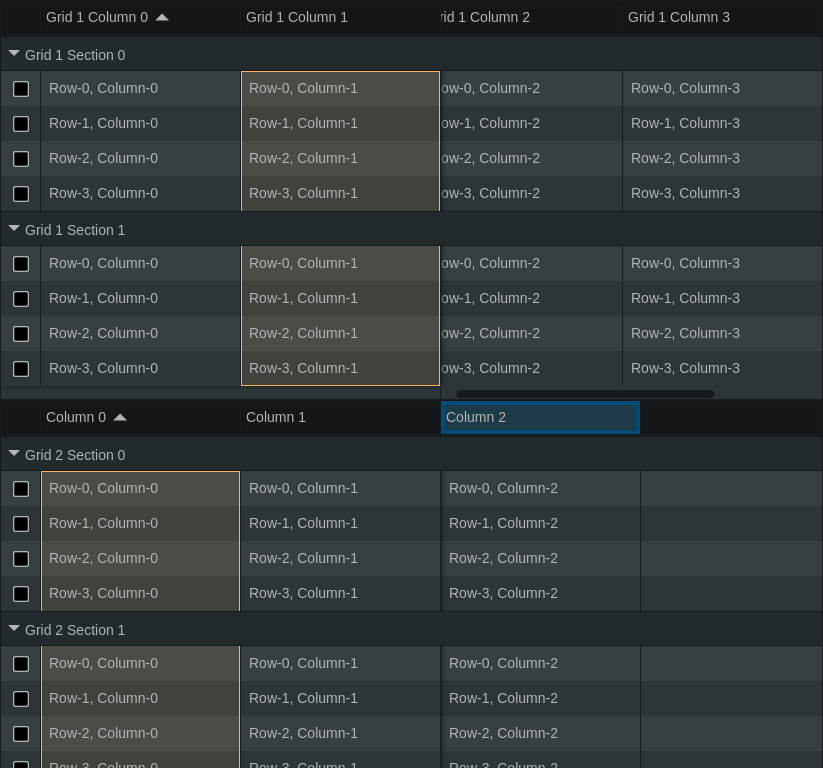 Grid 1 Column 0 Grid 1 Column 1 rid 1 Column 2 Grid 1 Column 3
Grid 1 Section 0
Row-0, Column-0 Row-0, Column-1 ow-0, Column-2 Row-0, Column-3
Row-1, Column-0 Row-1, Column-1 ow-1, Column-2 Row-1, Column-3
Row-2, Column-0 Row-2, Column-1 ow-2, Column-2 Row-2, Column-3
Row-3, Column-0 Row-3, Column-1 ow-3, Column-2 Row-3, Column-3
Grid 1 Section 1
Row-0, Column-0 Row-0, Column-1 ow-0, Column-2 Row-0, Column-3
Row-1, Column-0 Row-1, Column-1 ow-1, Column-2 Row-1, Column-3
Row-2, Column-0 Row-2, Column-1 ow-2, Column-2 Row-2, Column-3
Row-3, Column-0 Row-3, Column-1 ow-3, Column-2 Row-3, Column-3
Column 0 Column 1 Column 2
Grid 2 Section 0
Row-0, Column-0 Row-0, Column-1 Row-0, Column-2
Row-1, Column-0 Row-1, Column-1 Row-1, Column-2
Row-2, Column-0 Row-2, Column-1 Row-2, Column-2
Row-3, Column-0 Row-3, Column-1 Row-3, Column-2
Grid 2 Section 1
Row-0, Column-0 Row-0, Column-1 Row-0, Column-2
Row-1, Column-0 Row-1, Column-1 Row-1, Column-2
Row-2, Column-0 Row-2, Column-1 Row-2, Column-2
Row-3, Column-0 Row-3, Column-1 Row-3, Column-2